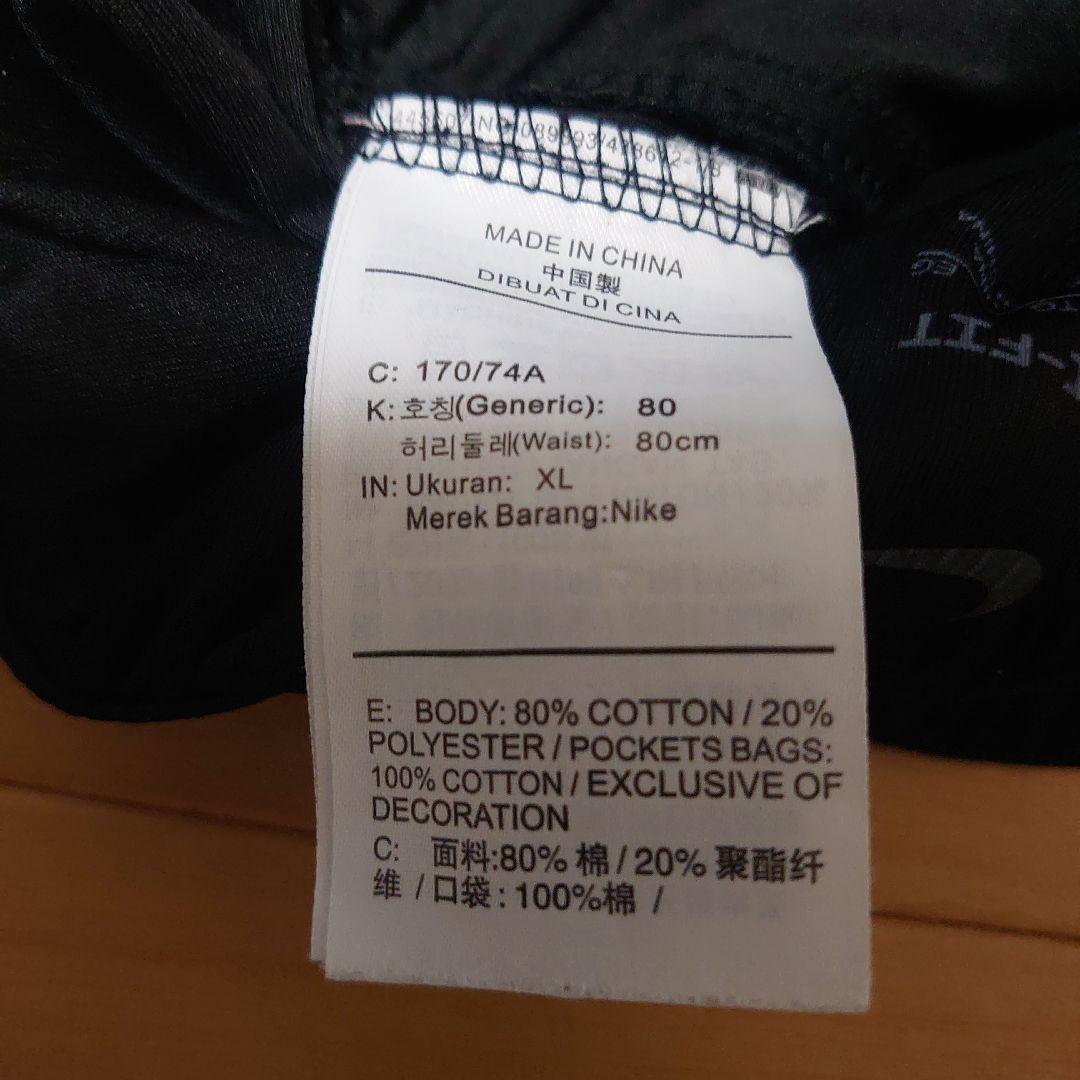 MADE IN CHINA
中国製
DIBUAT DI CINA
C: 170/74A
K: 호칭(Generic): 80
허리둘레(Waist): 80cm
IN: Ukuran: XL
Merek Barang:Nike
E: BODY: 80% COTTON / 20%
POLYESTER / POCKETS BAGS:
100% COTTON / EXCLUSIVE OF
DECORATION
C: 面料:80% 棉 / 20% 聚酯纤
维 / 口袋 : 100%棉 /
-FIT